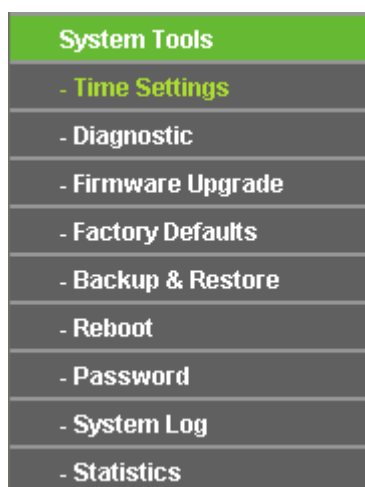 System Tools
- Time Settings
- Diagnostic
- Firmware Upgrade
- Factory Defaults
- Backup & Restore
- Reboot
- Password
- System Log
- Statistics